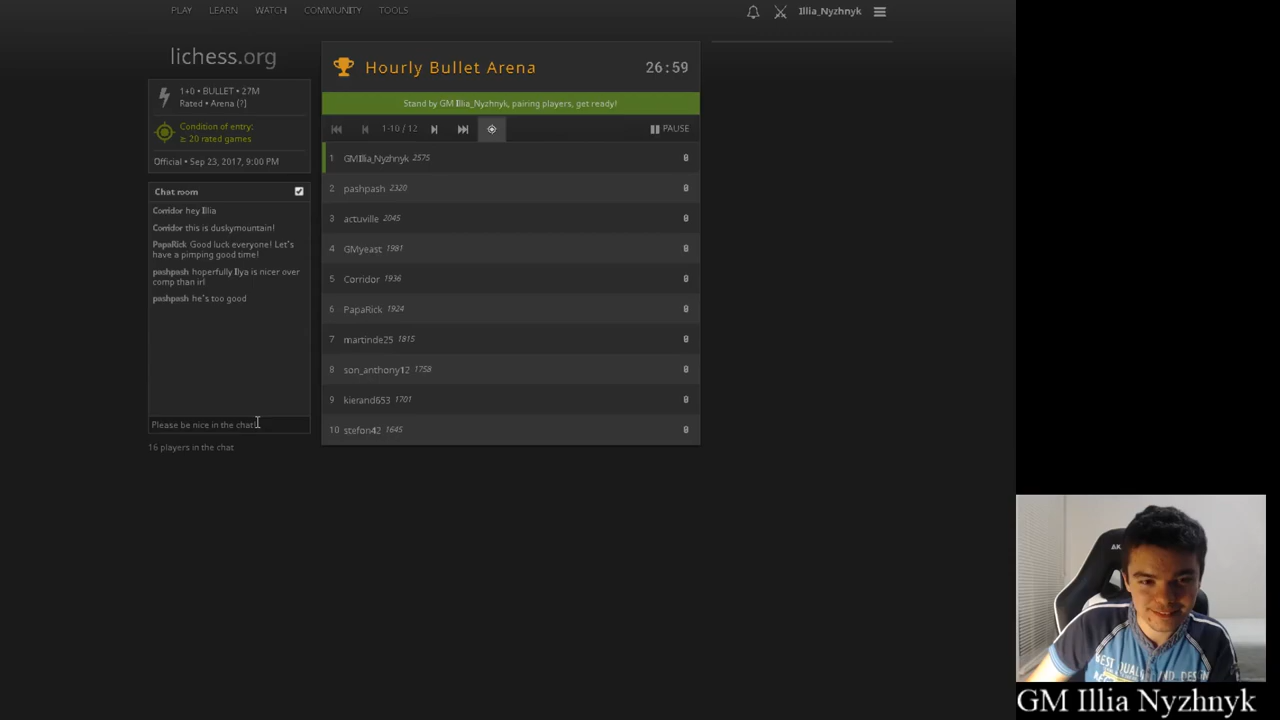 PLAY LEARN WATCH COMMUNITY TOOLS Illia_Nyzhnyk
lichess.org
1+0 • BULLET • 27M
Rated • Arena [?]
Condition of entry:
≥ 20 rated games
Official • Sep 23, 2017, 9:00 PM
Chat room
Corridor hey Illia
Corridor this is duskymountain!
PapaRick Good luck everyone! Let's
have a pimping good time!
pashpash hoperfully Ilya is nicer over
comp than irl
pashpash he's too good
Please be nice in the chat!
16 players in the chat
Hourly Bullet Arena 26:59
Stand by GM Illia_Nyzhnyk, pairing players, get ready!
1-10 / 12 PAUSE
1 GM Illia_Nyzhnyk 2575 0
2 pashpash 2320 0
3 actuville 2045 0
4 GMyeast 1981 0
5 Corridor 1936 0
6 PapaRick 1924 0
7 martinde25 1815 0
8 son_anthony12 1758 0
9 kierand653 1701 0
10 stefon42 1645 0
AK
GM Illia Nyzhnyk